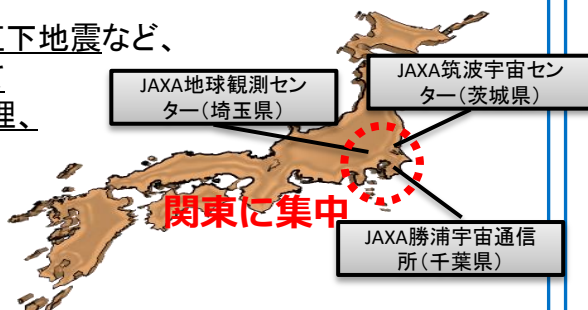 下地震など、
理、
JAXA地球観測セン
ター(埼玉県)
JAXA筑波宇宙セン
ター(茨城県)
関東に集中
JAXA勝浦宇宙通信
所(千葉県)